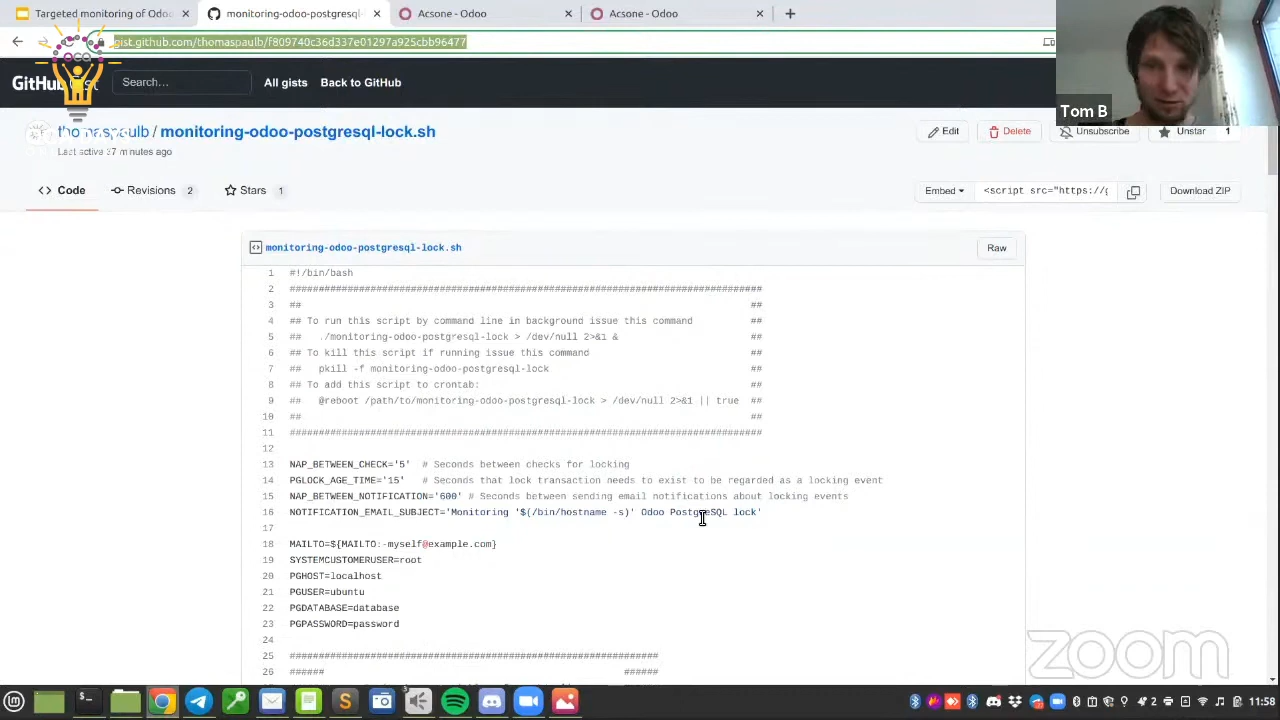 Targeted monitoring of Odoo
monitoring-odoo-postgresql
Acsone - Odoo
Acsone - Odoo
gist.github.com/thomaspaulb/f809740c36d337e01297a925cbb96477
GitHub Gist
Search...
All gists
Back to GitHub
Tom B
oca
thomaspaulb / monitoring-odoo-postgresql-lock.sh
Last active 37 minutes ago
Edit
Delete
Unsubscribe
Unstar 1
Code
Revisions 2
Stars 1
Embed
<script src="https://g
Download ZIP
monitoring-odoo-postgresql-lock.sh
Raw
1 #!/bin/bash
2 ##################################################################################
3 ## ##
4 ## To run this script by command line in background issue this command ##
5 ## ./monitoring-odoo-postgresql-lock > /dev/null 2>&1 & ##
6 ## To kill this script if running issue this command ##
7 ## pkill -f monitoring-odoo-postgresql-lock ##
8 ## To add this script to crontab: ##
9 ## @reboot /path/to/monitoring-odoo-postgresql-lock > /dev/null 2>&1 || true ##
10 ## ##
11 ##################################################################################
12
13 NAP_BETWEEN_CHECK='5' # Seconds between checks for locking
14 PGLOCK_AGE_TIME='15' # Seconds that lock transaction needs to exist to be regarded as a locking event
15 NAP_BETWEEN_NOTIFICATION='600' # Seconds between sending email notifications about locking events
16 NOTIFICATION_EMAIL_SUBJECT='Monitoring '$(/bin/hostname -s)' Odoo PostgreSQL lock'
17
18 MAILTO=${MAILTO:-myself@example.com}
19 SYSTEMCUSTOMERUSER=root
20 PGHOST=localhost
21 PGUSER=ubuntu
22 PGDATABASE=database
23 PGPASSWORD=password
24
25 ################################################################
26 ###### ######
zoom
2
11:58